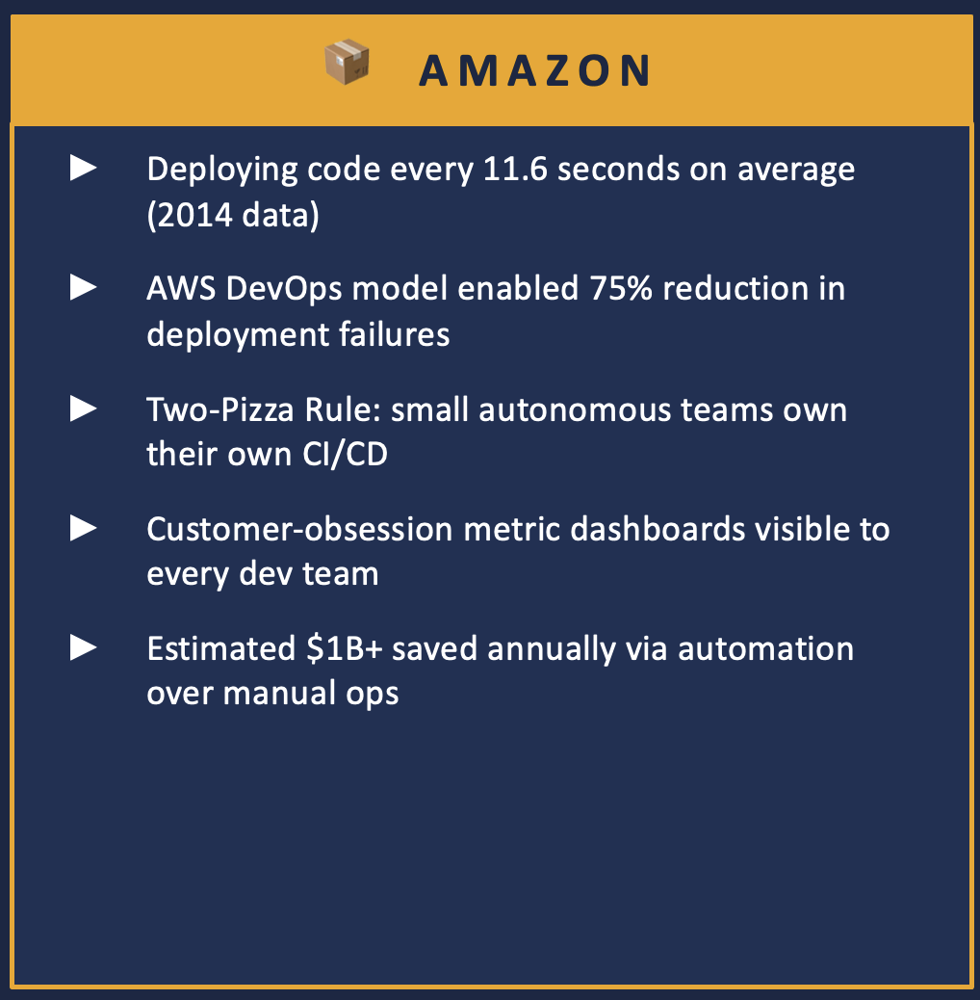 AMAZON
► Deploying code every 11.6 seconds on average
(2014 data)
► AWS DevOps model enabled 75% reduction in
deployment failures
► Two-Pizza Rule: small autonomous teams own
their own CI/CD
► Customer-obsession metric dashboards visible to
every dev team
► Estimated $1B+ saved annually via automation
over manual ops